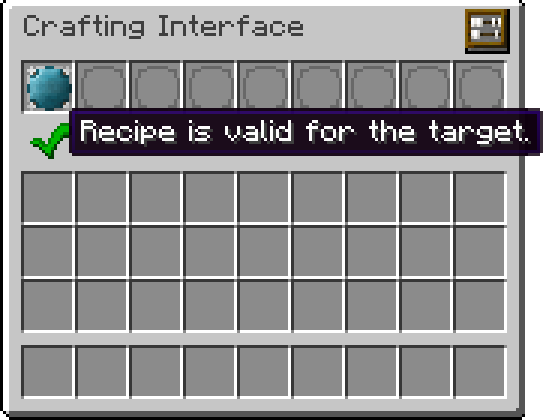 Crafting Interface
Recipe is valid for the target.